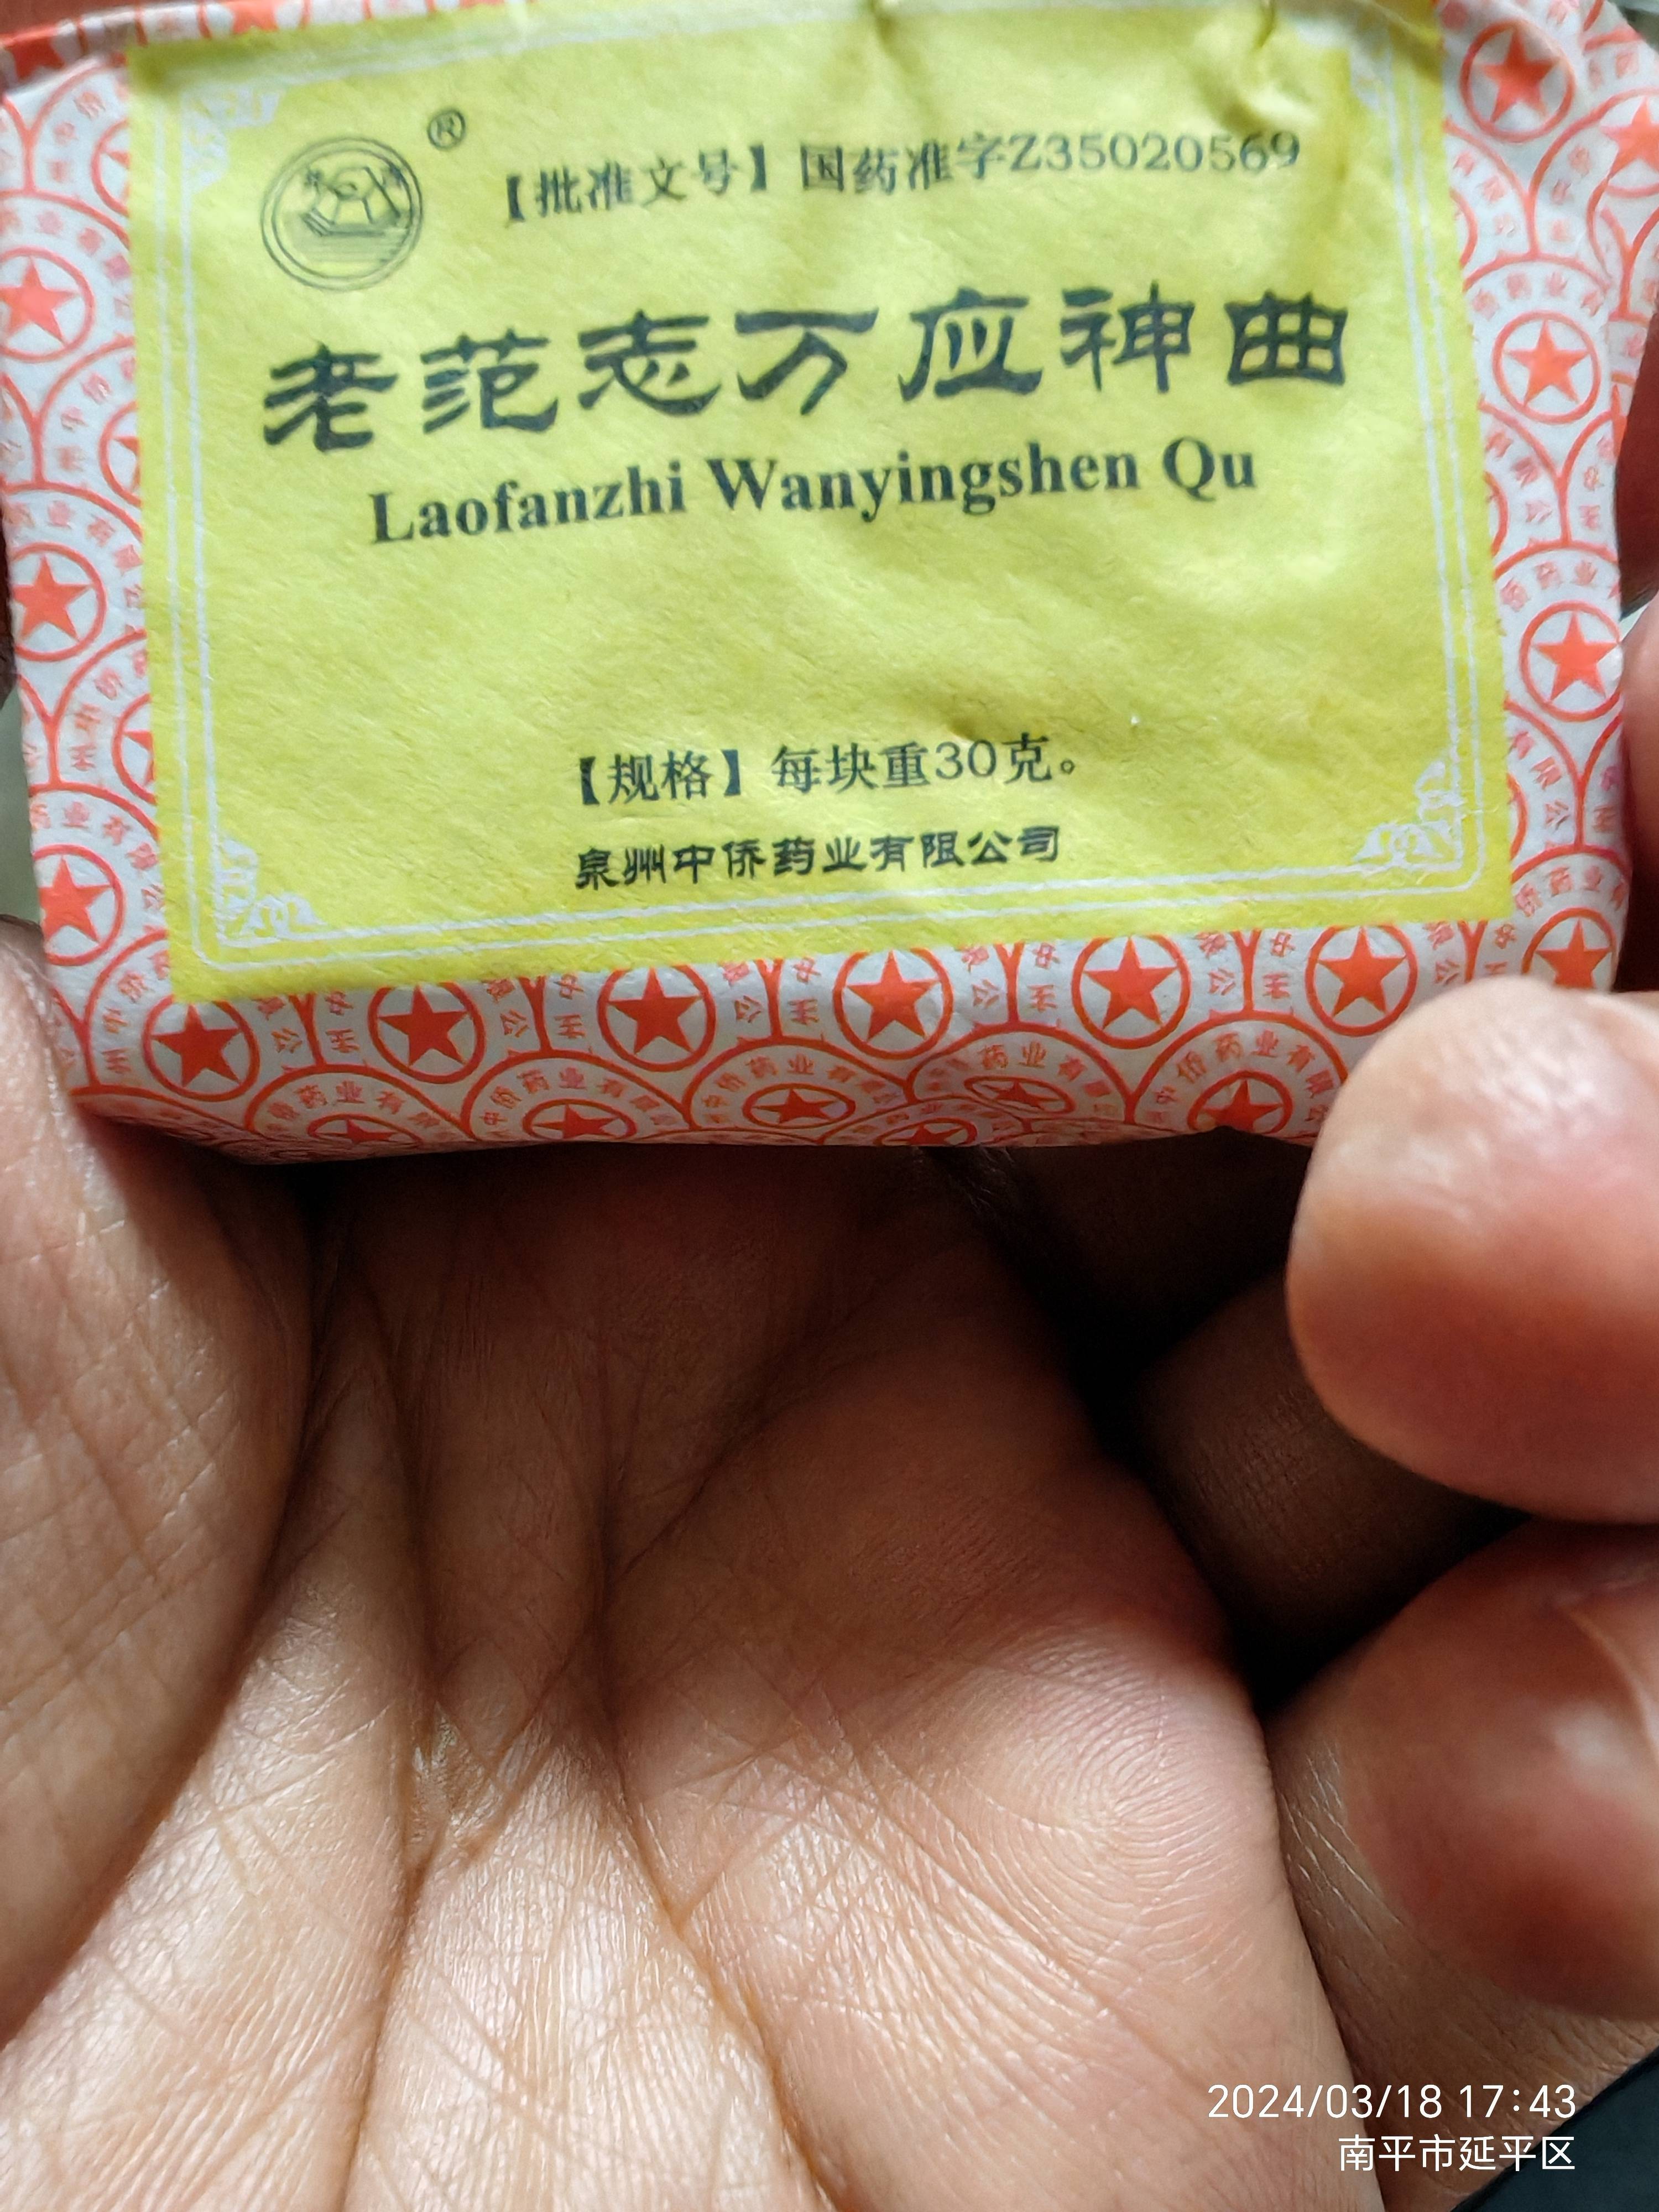 ®
【批准文号】国药准字Z35020569
老范志万应神曲
Laofanzhi Wanyingshen Qu
【规格】每块重30克。
泉州中侨药业有限公司
2024/03/18 17:43
南平市延平区